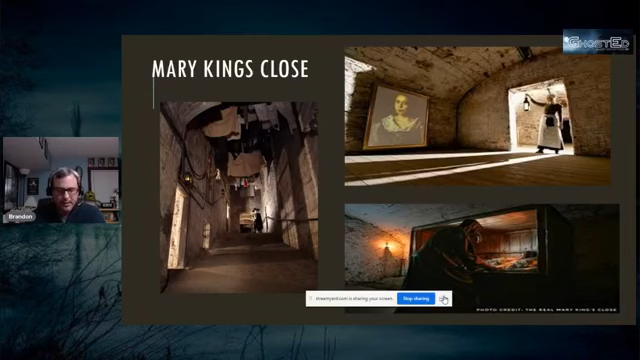 GHOSTED
MARY KINGS CLOSE
Brandon
streamyard.com is sharing your screen.
Stop sharing
PHOTO CREDIT: THE REAL MARY KING'S CLOSE